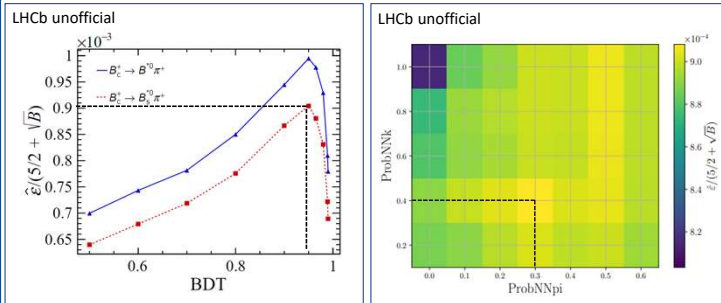 LHCb unofficial
×10⁻³
1
0.95
0.9
0.85
0.8
0.75
0.7
0.65
ε̂/(5/2 + √B)
B_c⁺ → B*⁰π⁺
B_c⁺ → B_s*⁰π⁺
0.6 0.8 1
BDT
LHCb unofficial
1.0
0.8
0.6
0.4
0.2
ProbNNk
0.0 0.1 0.2 0.3 0.4 0.5 0.6
ProbNNpi
×10⁻⁴
9.0
8.8
8.6
8.4
8.2
ε̂/(5/2 + √B)